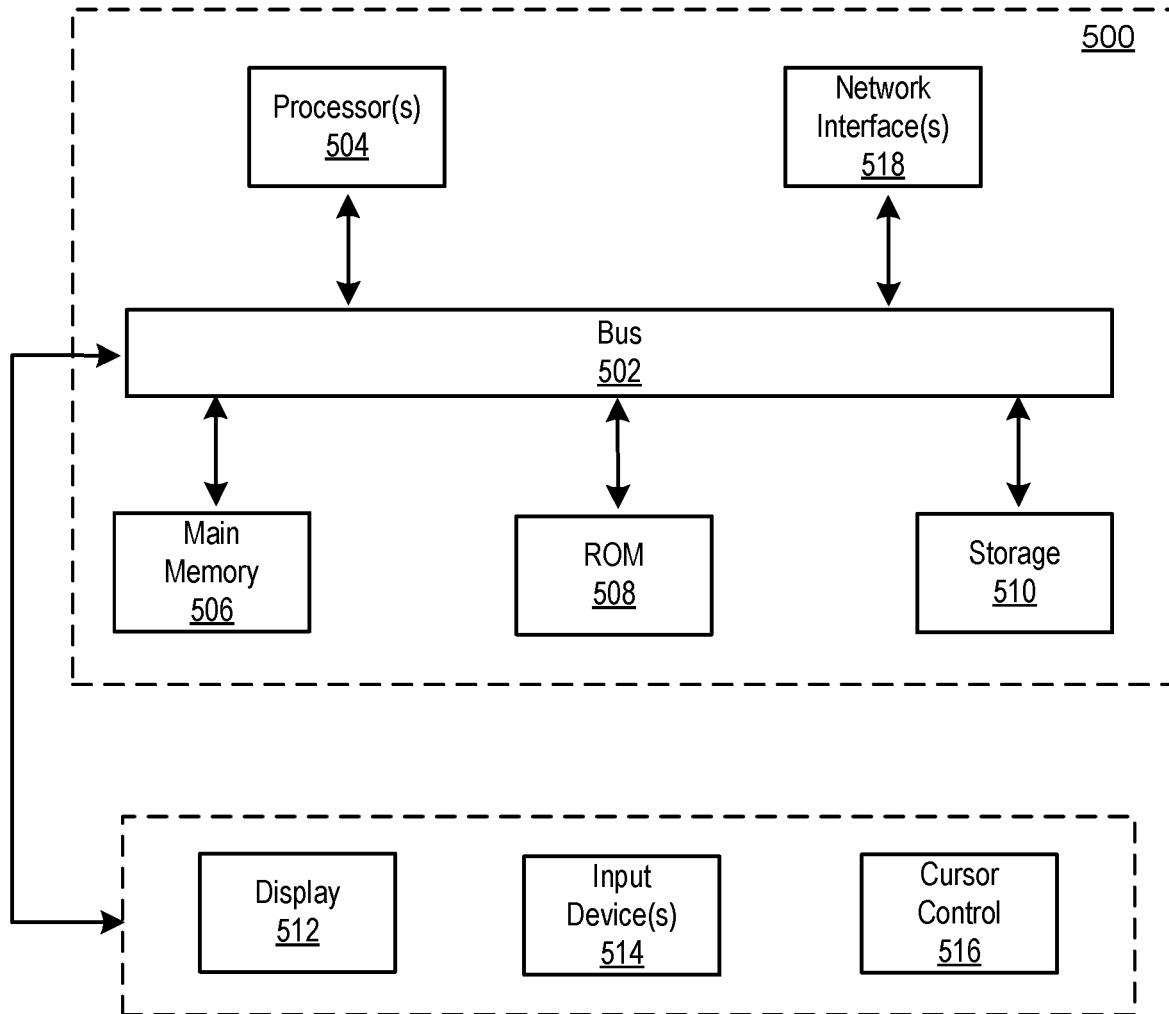 500
Processor(s)
504
Network
Interface(s)
518
Bus
502
Main
Memory
506
ROM
508
Storage
510
Display
512
Input
Device(s)
514
Cursor
Control
516